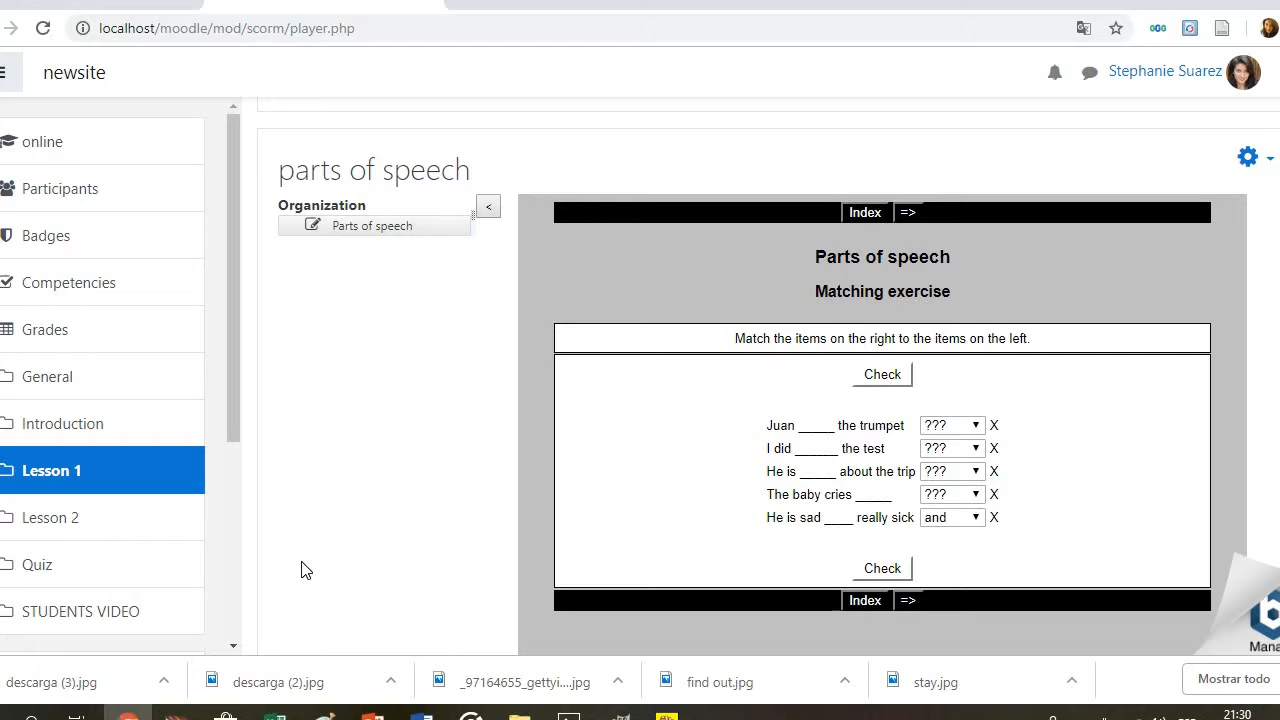 localhost/moodle/mod/scorm/player.php
newsite
Stephanie Suarez
online
Participants
Badges
Competencies
Grades
General
Introduction
Lesson 1
Lesson 2
Quiz
STUDENTS VIDEO
parts of speech
Organization
<
Parts of speech
Index =>
Parts of speech
Matching exercise
Match the items on the right to the items on the left.
Check
Juan _____ the trumpet ??? X
I did ______ the test ??? X
He is _____ about the trip ??? X
The baby cries _____ ??? X
He is sad ____ really sick and X
Check
Index =>
Mana
descarga (3).jpg
descarga (2).jpg
_97164655_gettyi....jpg
find out.jpg
stay.jpg
Mostrar todo
21:30